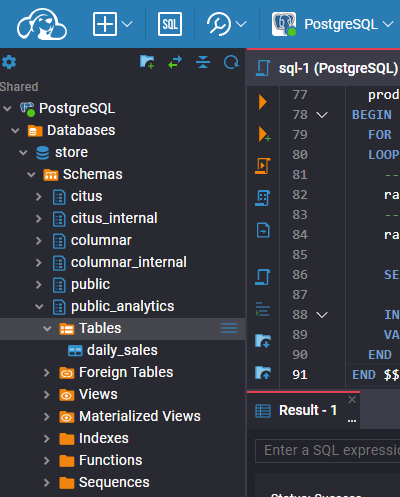 SQL
PostgreSQL
Shared
PostgreSQL
Databases
store
Schemas
citus
citus_internal
columnar
columnar_internal
public
public_analytics
Tables
daily_sales
Foreign Tables
Views
Materialized Views
Indexes
Functions
Sequences
sql-1 (PostgreSQL)
77 prod
78 BEGIN
79 FOR
80 LOOP
81 --
82 ra
83 --
84 ra
85
86 SE
87
88 IN
89 VA
90 END
91 END $$
Result - 1
...
Enter a SQL expressio
Status: Success